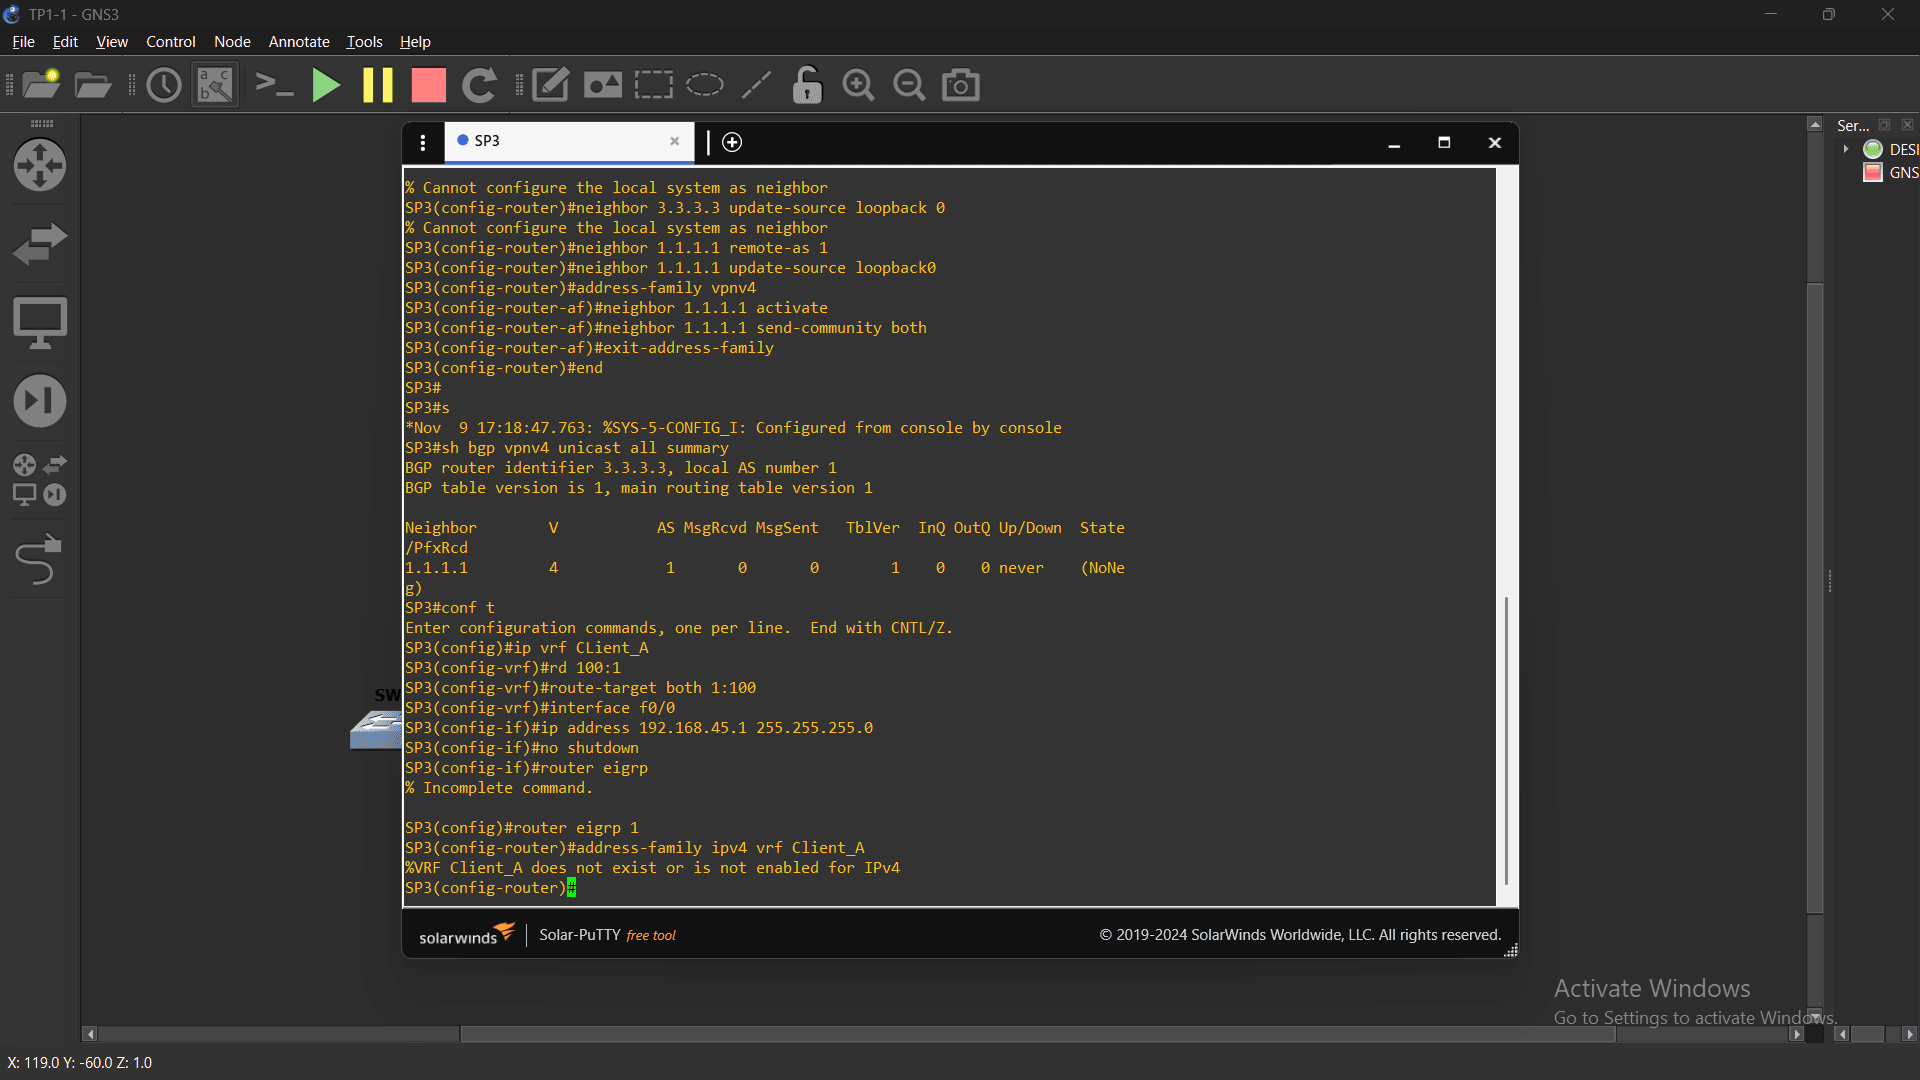 TP1-1 - GNS3
File Edit View Control Node Annotate Tools Help
SP3
Ser...
DESI
GNS
SW
% Cannot configure the local system as neighbor
SP3(config-router)#neighbor 3.3.3.3 update-source loopback 0
% Cannot configure the local system as neighbor
SP3(config-router)#neighbor 1.1.1.1 remote-as 1
SP3(config-router)#neighbor 1.1.1.1 update-source loopback0
SP3(config-router)#address-family vpnv4
SP3(config-router-af)#neighbor 1.1.1.1 activate
SP3(config-router-af)#neighbor 1.1.1.1 send-community both
SP3(config-router-af)#exit-address-family
SP3(config-router)#end
SP3#
SP3#s
*Nov  9 17:18:47.763: %SYS-5-CONFIG_I: Configured from console by console
SP3#sh bgp vpnv4 unicast all summary
BGP router identifier 3.3.3.3, local AS number 1
BGP table version is 1, main routing table version 1
Neighbor        V           AS MsgRcvd MsgSent   TblVer  InQ OutQ Up/Down  State
/PfxRcd
1.1.1.1         4           1       0       0        1    0    0 never    (NoNe
g)
SP3#conf t
Enter configuration commands, one per line.  End with CNTL/Z.
SP3(config)#ip vrf CLient_A
SP3(config-vrf)#rd 100:1
SP3(config-vrf)#route-target both 1:100
SP3(config-vrf)#interface f0/0
SP3(config-if)#ip address 192.168.45.1 255.255.255.0
SP3(config-if)#no shutdown
SP3(config-if)#router eigrp
% Incomplete command.
SP3(config)#router eigrp 1
SP3(config-router)#address-family ipv4 vrf Client_A
%VRF Client_A does not exist or is not enabled for IPv4
SP3(config-router)#
solarwinds Solar-PuTTY free tool © 2019-2024 SolarWinds Worldwide, LLC. All rights reserved.
Activate Windows
Go to Settings to activate Windows.
X: 119.0 Y: -60.0 Z: 1.0